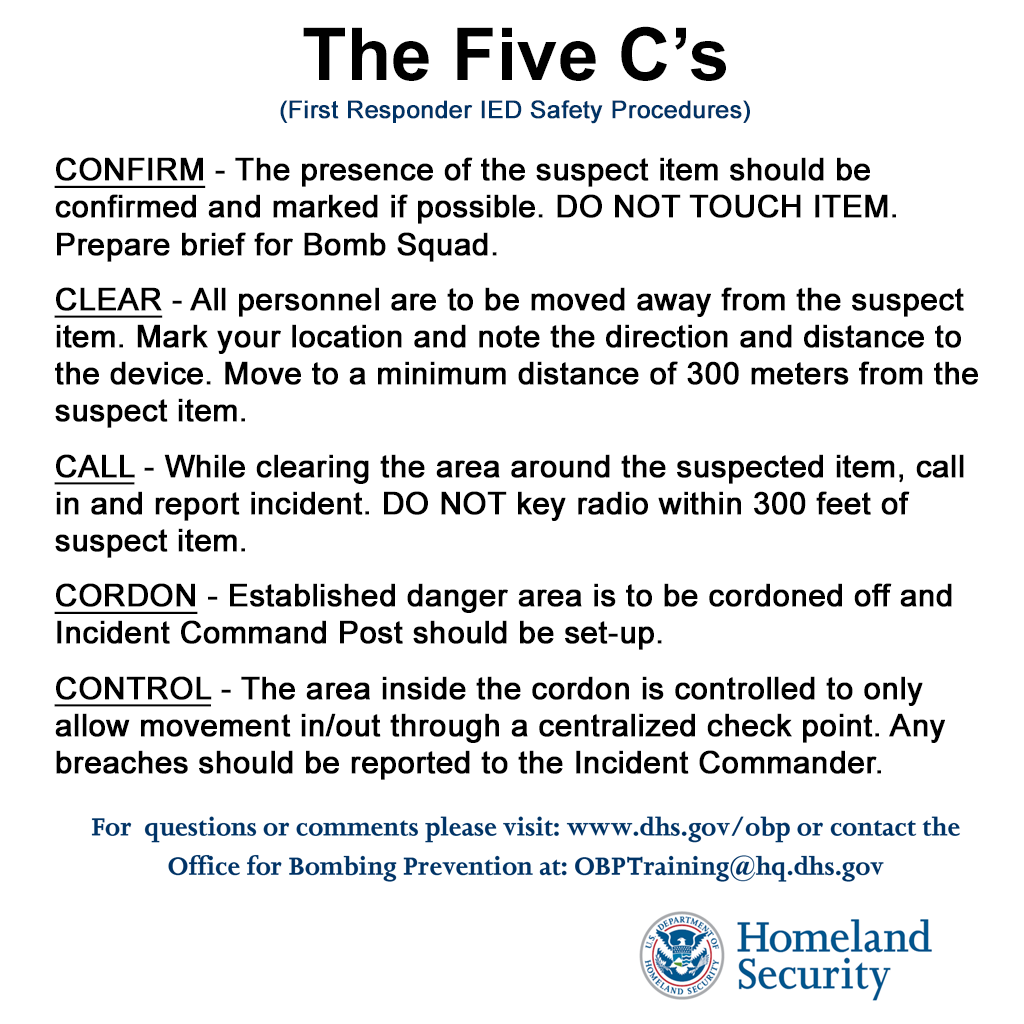 The Five C’s
(First Responder IED Safety Procedures)
CONFIRM - The presence of the suspect item should be
confirmed and marked if possible. DO NOT TOUCH ITEM.
Prepare brief for Bomb Squad.
CLEAR - All personnel are to be moved away from the suspect
item. Mark your location and note the direction and distance to
the device. Move to a minimum distance of 300 meters from the
suspect item.
CALL - While clearing the area around the suspected item, call
in and report incident. DO NOT key radio within 300 feet of
suspect item.
CORDON - Established danger area is to be cordoned off and
Incident Command Post should be set-up.
CONTROL - The area inside the cordon is controlled to only
allow movement in/out through a centralized check point. Any
breaches should be reported to the Incident Commander.
For questions or comments please visit: www.dhs.gov/obp or contact the
Office for Bombing Prevention at: OBPTraining@hq.dhs.gov
U.S. DEPARTMENT OF
HOMELAND SECURITY
Homeland
Security